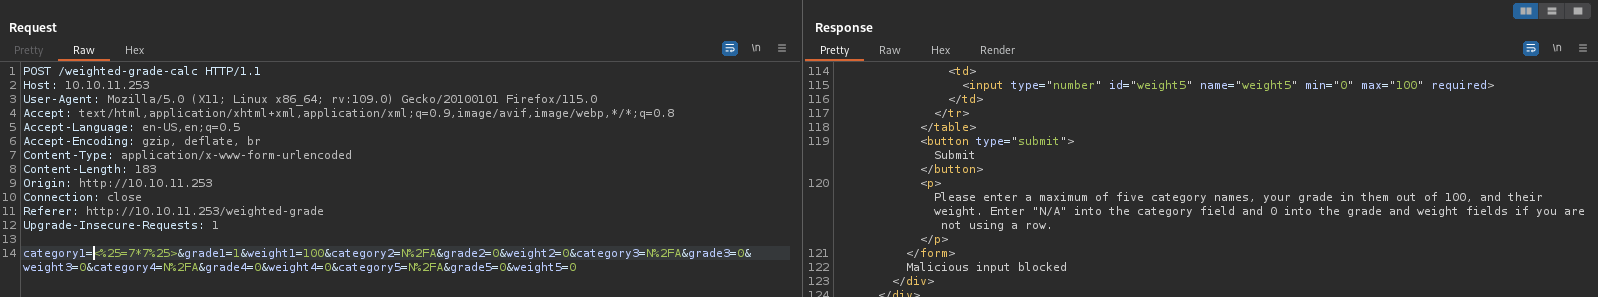 Request
Pretty Raw Hex
\n
1 POST /weighted-grade-calc HTTP/1.1
2 Host: 10.10.11.253
3 User-Agent: Mozilla/5.0 (X11; Linux x86_64; rv:109.0) Gecko/20100101 Firefox/115.0
4 Accept: text/html,application/xhtml+xml,application/xml;q=0.9,image/avif,image/webp,*/*;q=0.8
5 Accept-Language: en-US,en;q=0.5
6 Accept-Encoding: gzip, deflate, br
7 Content-Type: application/x-www-form-urlencoded
8 Content-Length: 183
9 Origin: http://10.10.11.253
10 Connection: close
11 Referer: http://10.10.11.253/weighted-grade
12 Upgrade-Insecure-Requests: 1
13
14 category1=<%25=7*7%25>&grade1=1&weight1=100&category2=N%2FA&grade2=0&weight2=0&category3=N%2FA&grade3=0&
weight3=0&category4=N%2FA&grade4=0&weight4=0&category5=N%2FA&grade5=0&weight5=0
Response
Pretty Raw Hex Render
\n
114 <td>
115 <input type="number" id="weight5" name="weight5" min="0" max="100" required>
116 </td>
117 </tr>
118 </table>
119 <button type="submit">
Submit
</button>
120 <p>
Please enter a maximum of five category names, your grade in them out of 100, and their
weight. Enter "N/A" into the category field and 0 into the grade and weight fields if you are
not using a row.
</p>
121 </form>
122 Malicious input blocked
123 </div>
124 </div>